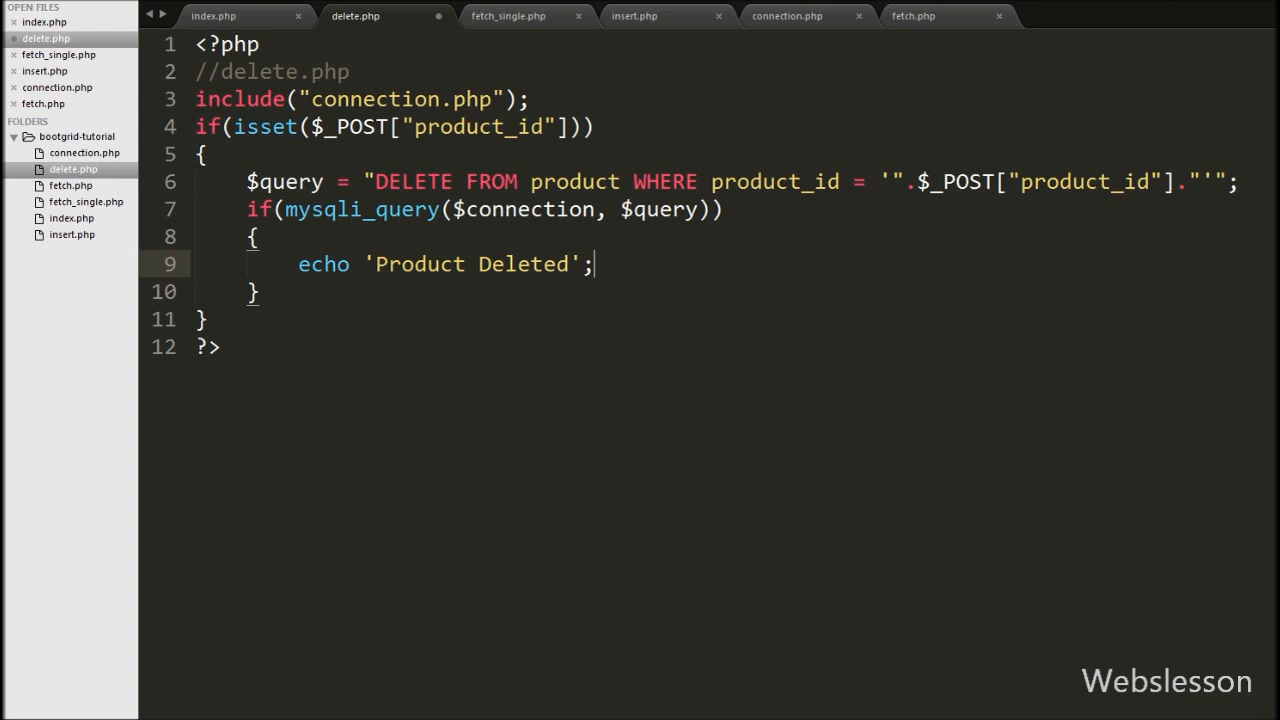 OPEN FILES
index.php
delete.php
fetch_single.php
insert.php
connection.php
fetch.php
FOLDERS
bootgrid-tutorial
connection.php
delete.php
fetch.php
fetch_single.php
index.php
insert.php
index.php delete.php fetch_single.php insert.php connection.php fetch.php
1 <?php
2 //delete.php
3 include("connection.php");
4 if(isset($_POST["product_id"]))
5 {
6 $query = "DELETE FROM product WHERE product_id = '".$_POST["product_id"]."'";
7 if(mysqli_query($connection, $query))
8 {
9 echo 'Product Deleted';
10 }
11 }
12 ?>
Webslesson